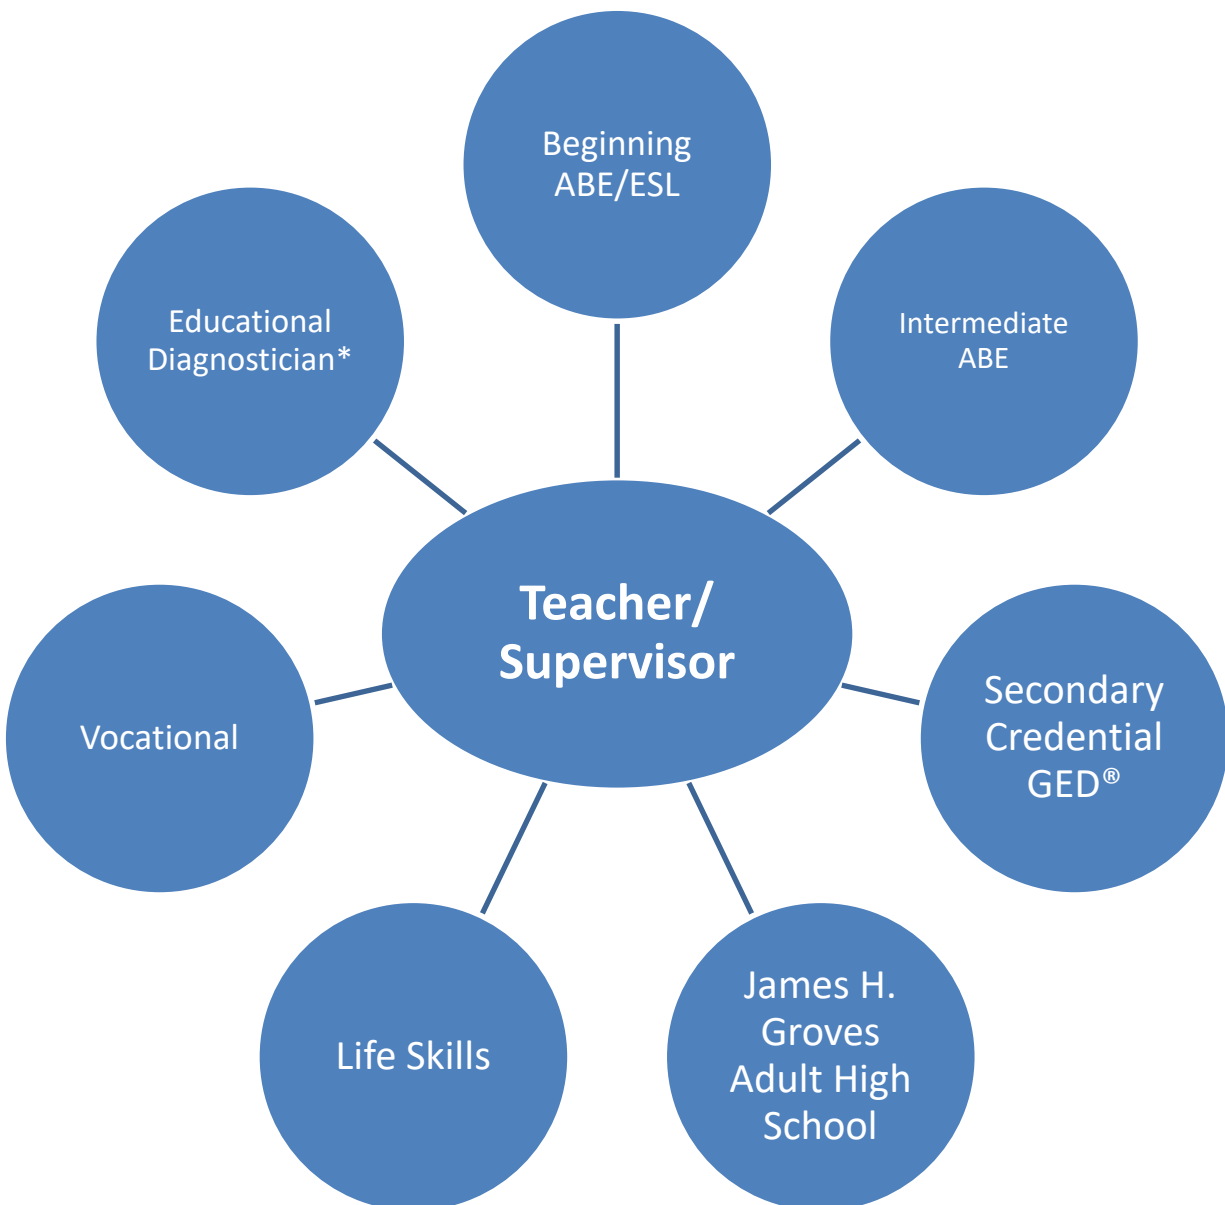 Beginning
ABE/ESL
Intermediate
ABE
Secondary
Credential
GED®
James H.
Groves
Adult High
School
Life Skills
Vocational
Educational
Diagnostician*
Teacher/
Supervisor